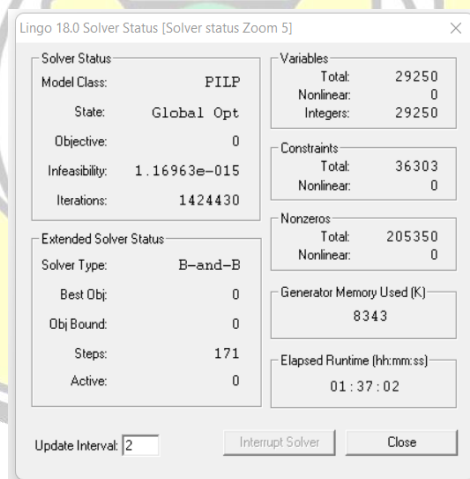 Lingo 18.0 Solver Status [Solver status Zoom 5]
Solver Status
Model Class: PILP
State: Global Opt
Objective: 0
Infeasibility: 1.16963e-015
Iterations: 1424430
Extended Solver Status
Solver Type: B-and-B
Best Obj: 0
Obj Bound: 0
Steps: 171
Active: 0
Variables
Total: 29250
Nonlinear: 0
Integers: 29250
Constraints
Total: 36303
Nonlinear: 0
Nonzeros
Total: 205350
Nonlinear: 0
Generator Memory Used (K)
8343
Elapsed Runtime (hh:mm:ss)
01:37:02
Update Interval: 2
Interrupt Solver
Close